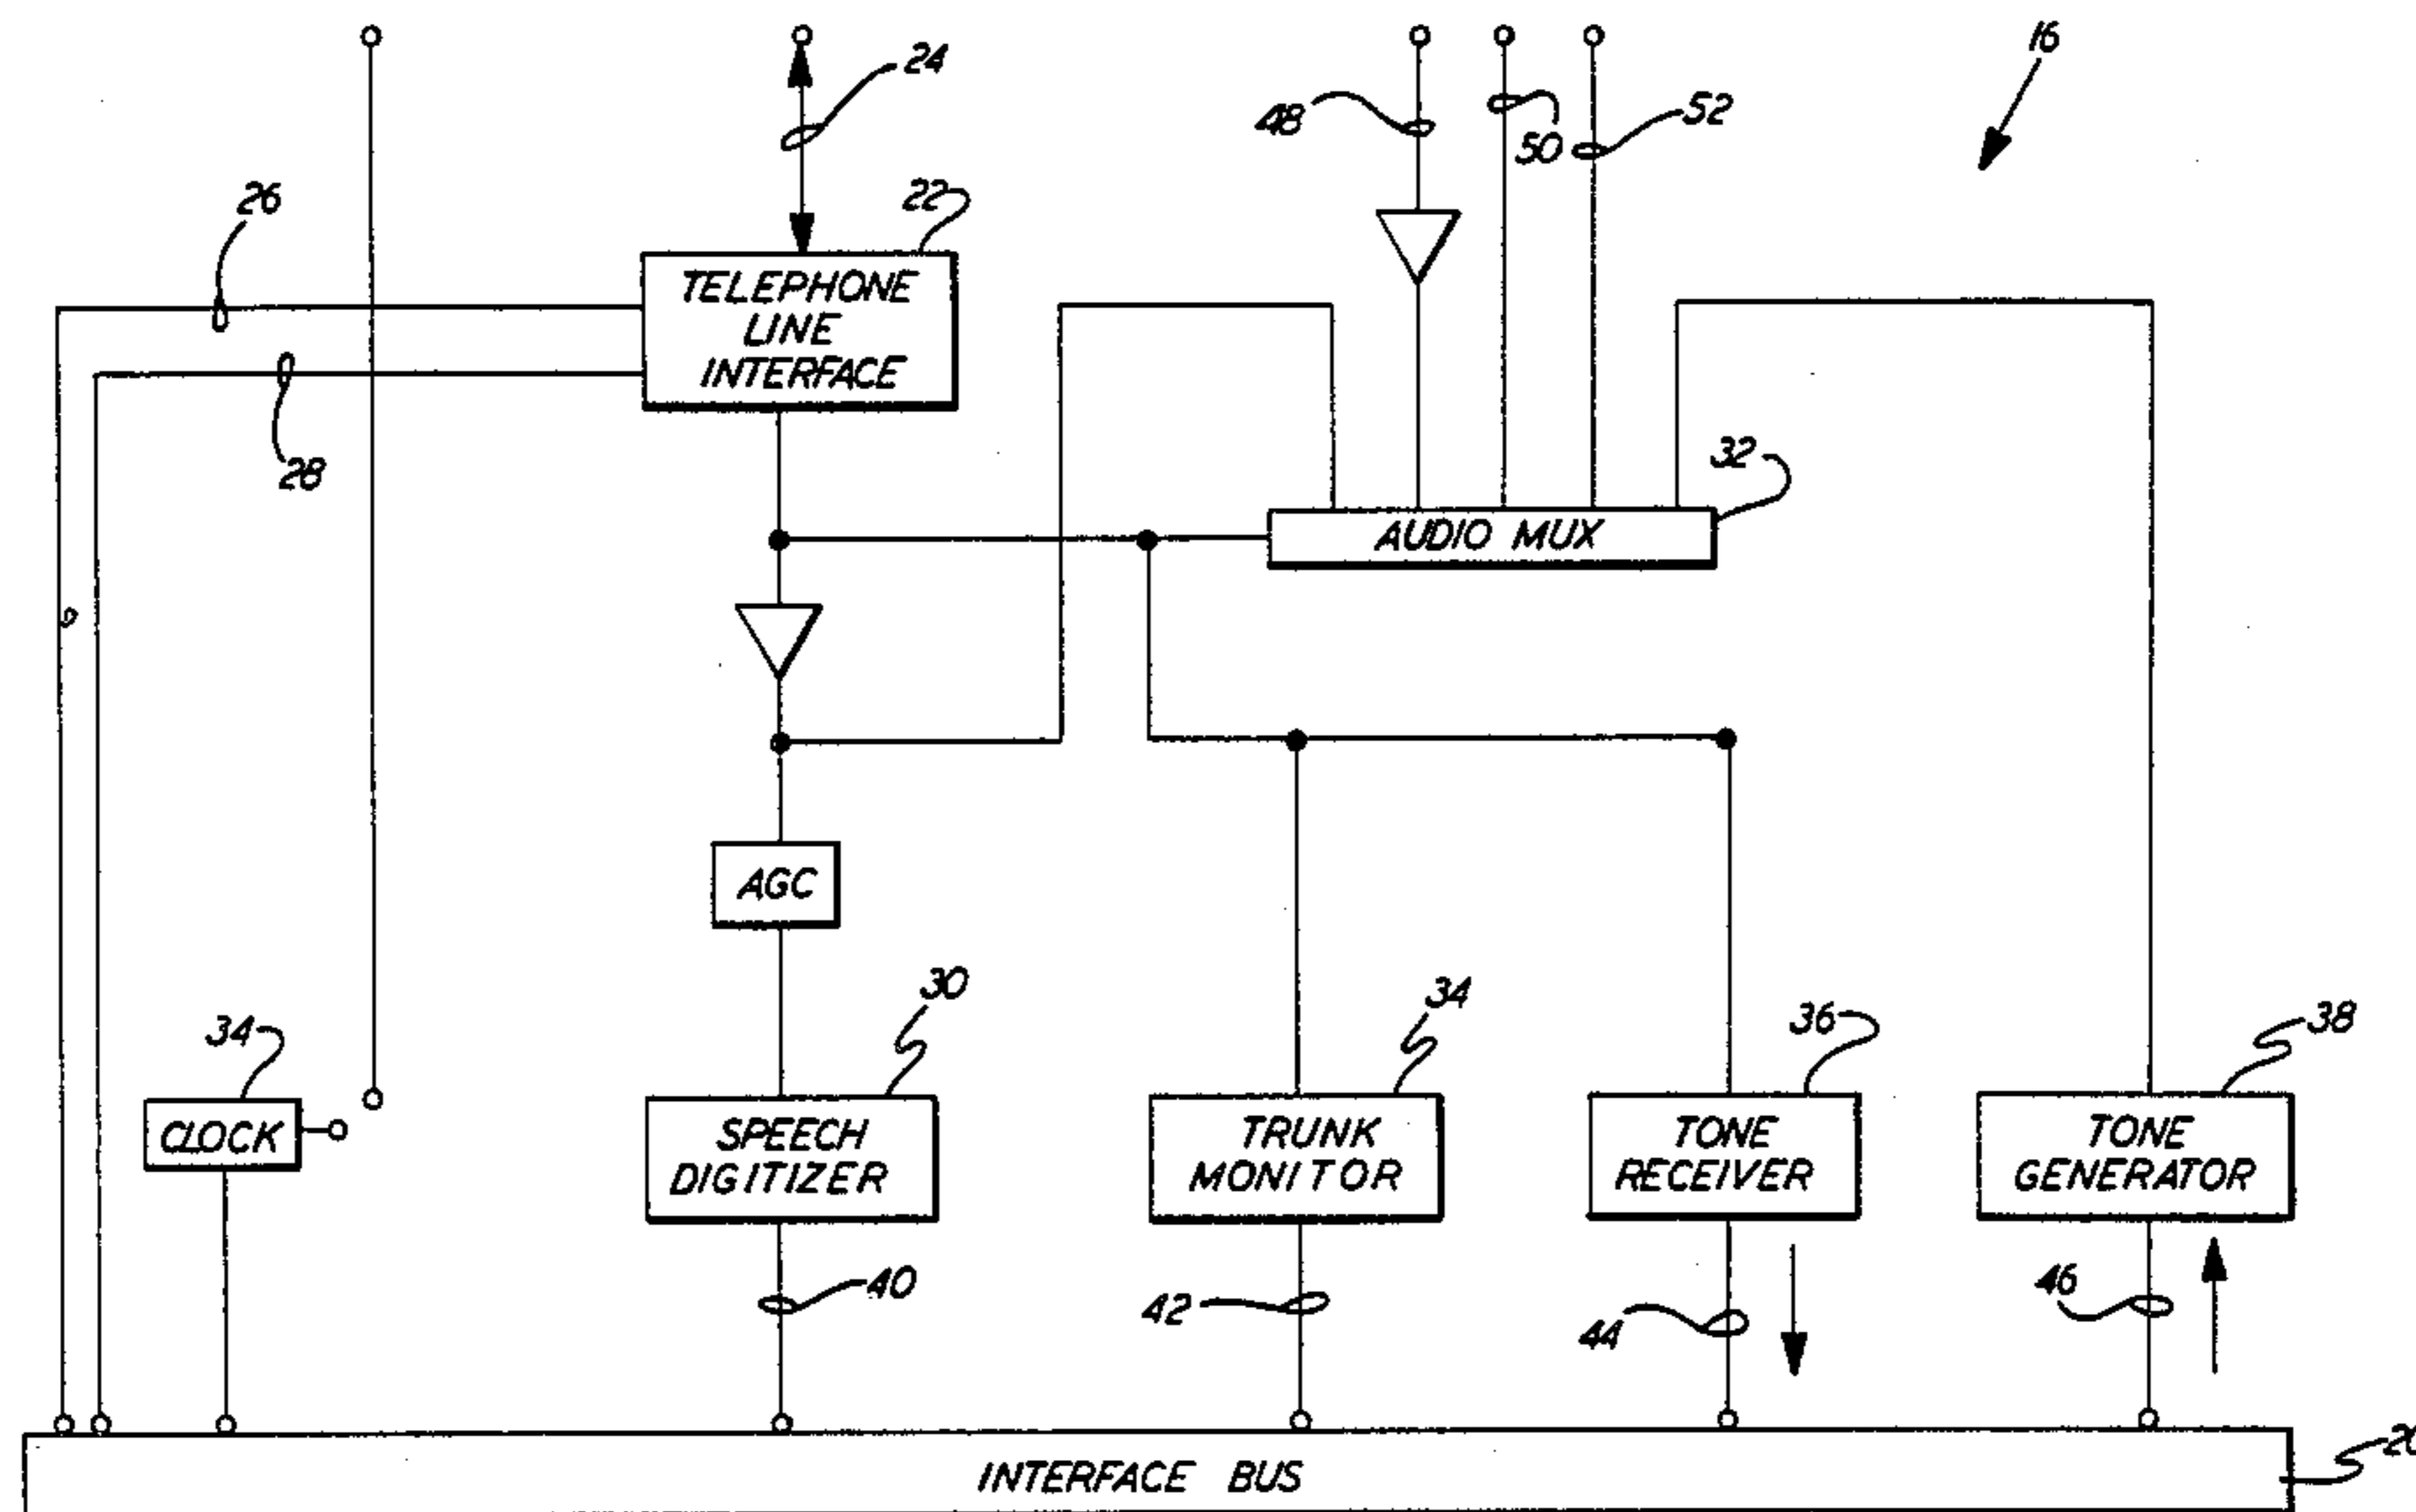 16
24
48
50
52
26
22
TELEPHONE
LINE
INTERFACE
28
32
AUDIO MUX
AGC
30
34
34
36
38
CLOCK
SPEECH
DIGITIZER
TRUNK
MONITOR
TONE
RECEIVER
TONE
GENERATOR
40
42
44
46
INTERFACE BUS